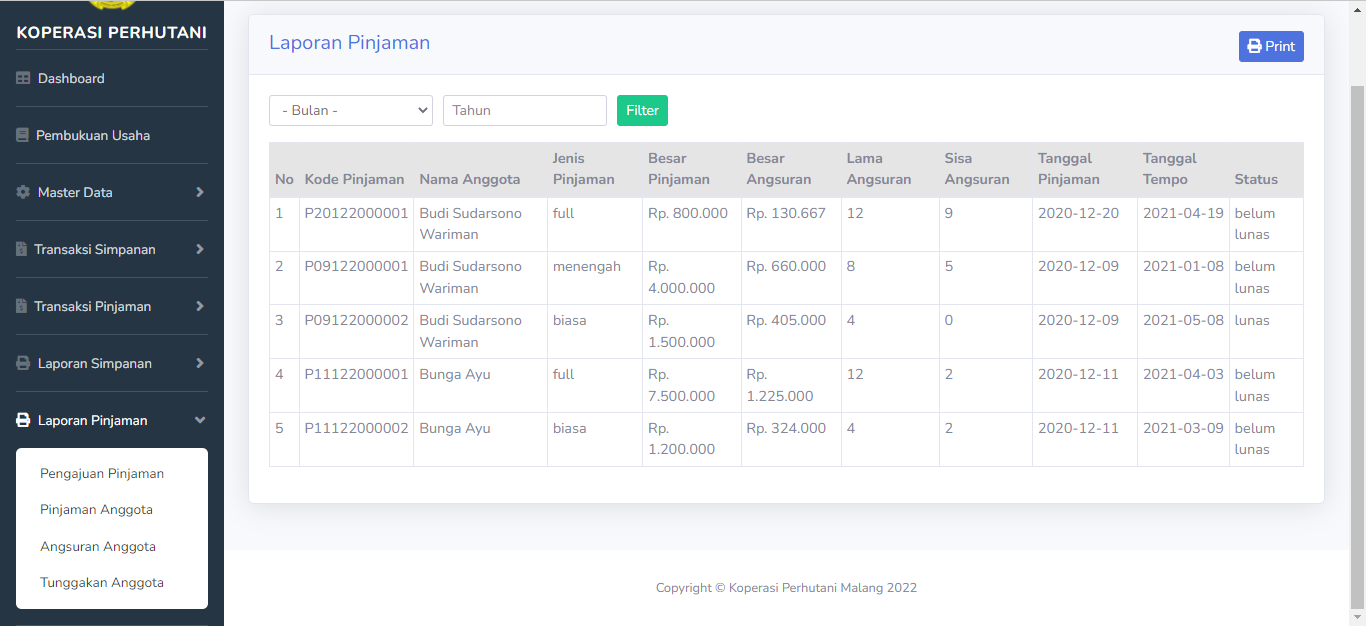 KOPERASI PERHUTANI
Dashboard
Pembukuan Usaha
Master Data
Transaksi Simpanan
Transaksi Pinjaman
Laporan Simpanan
Laporan Pinjaman
Pengajuan Pinjaman
Pinjaman Anggota
Angsuran Anggota
Tunggakan Anggota
Laporan Pinjaman
Print
- Bulan -
Tahun
Filter
No
Kode Pinjaman
Nama Anggota
Jenis
Pinjaman
Besar
Pinjaman
Besar
Angsuran
Lama
Angsuran
Sisa
Angsuran
Tanggal
Pinjaman
Tanggal
Tempo
Status
1
P20122000001
Budi Sudarsono
Wariman
full
Rp. 800.000
Rp. 130.667
12
9
2020-12-20
2021-04-19
belum
lunas
2
P09122000001
Budi Sudarsono
Wariman
menengah
Rp.
4.000.000
Rp. 660.000
8
5
2020-12-09
2021-01-08
belum
lunas
3
P09122000002
Budi Sudarsono
Wariman
biasa
Rp.
1.500.000
Rp. 405.000
4
0
2020-12-09
2021-05-08
lunas
4
P11122000001
Bunga Ayu
full
Rp.
7.500.000
Rp.
1.225.000
12
2
2020-12-11
2021-04-03
belum
lunas
5
P11122000002
Bunga Ayu
biasa
Rp.
1.200.000
Rp. 324.000
4
2
2020-12-11
2021-03-09
belum
lunas
Copyright © Koperasi Perhutani Malang 2022